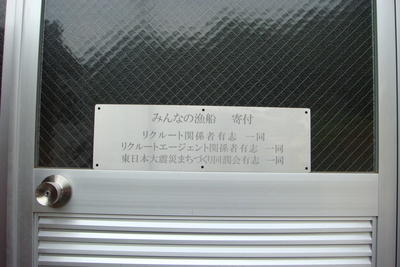 みんなの漁船 寄付
リクルート関係者有志 一同
リクルートエージェント関係者有志 一同
東日本大震災まちづくり同潤会有志 一同